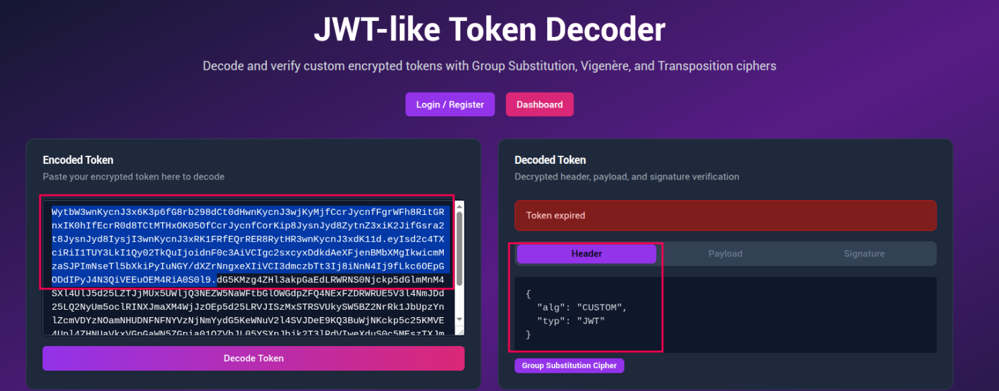 JWT-like Token Decoder
Decode and verify custom encrypted tokens with Group Substitution, Vigenère, and Transposition ciphers
Login / Register
Dashboard
Encoded Token
Paste your encrypted token here to decode
WytbW3wnKycnJ3x6K3p6fG8rb298dCt0dHwnKycnJ3wjKyMjfCcrJycnfFgrWFh8RitGR
nxIK0hIfEcrR0d8TCtMTHxOK05OfCcrJycnfCorKip8JysnJyd8ZytnZ3xiK2JifGsra2
t8JysnJyd8IysjI3wnKycnJ3xRK1FRfEQrRER8RytHR3wnKycnJ3xdK11d.eyIsd2c4TX
ciRiI1TUY3LkI1Qy02TkQuIjoidnF0c3AiVCIgc2sxcyxDdkdAeXFjenBMbXMgIkwicmM
zaSJPImNseTl5bXkiPyIuNGY/dXZrNngxeXIiVCI3dmczbTt3Ij8iNnN4Ij9fLkc6OEpG
ODdIPyJ4N3QiVEEuOEM4RiA0S0l9.dG5KMzg4ZHl3akpGaEdLRWRNS0Njckp5dGlmMnM4
SXl4UlJ5d25LZTJjMUx5UWljQ3NEZW5NaWFtbGlOWGdpZFQ4NExFZDRWRUE5V3l4NmJDd
25LQ2NyUm5oclRINXJmaXM4WjJzOEp5d25LRVJISzMxSTRSVUkySW5BZ2NrRk1JbUpzYn
lZcmVDYzNOamNHUDNFNFNYVzNjNmYydG5KeWNuV2l4SVJDeE9KQ3BuWjNKckp5c25KMVE
Decode Token
Decoded Token
Decrypted header, payload, and signature verification
Token expired
Header
Payload
Signature
{
"alg": "CUSTOM",
"typ": "JWT"
}
Group Substitution Cipher